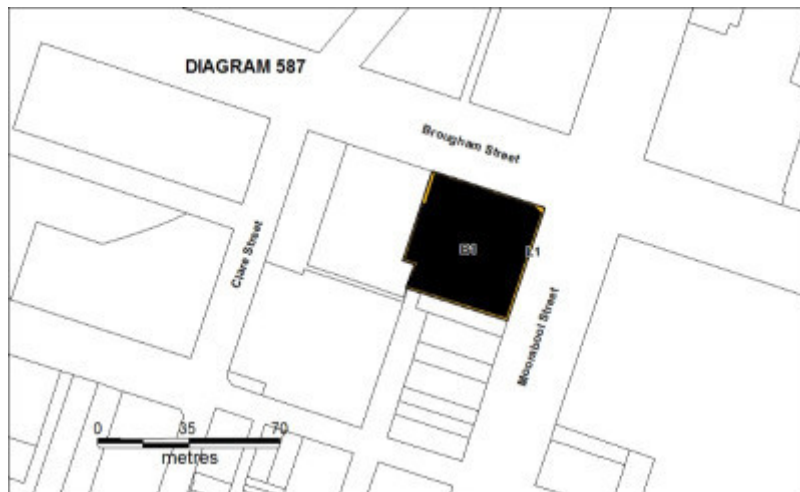 DIAGRAM 587
Brougham Street
B1
L1
Clare Street
Moorabool Street
0 35 70
metres